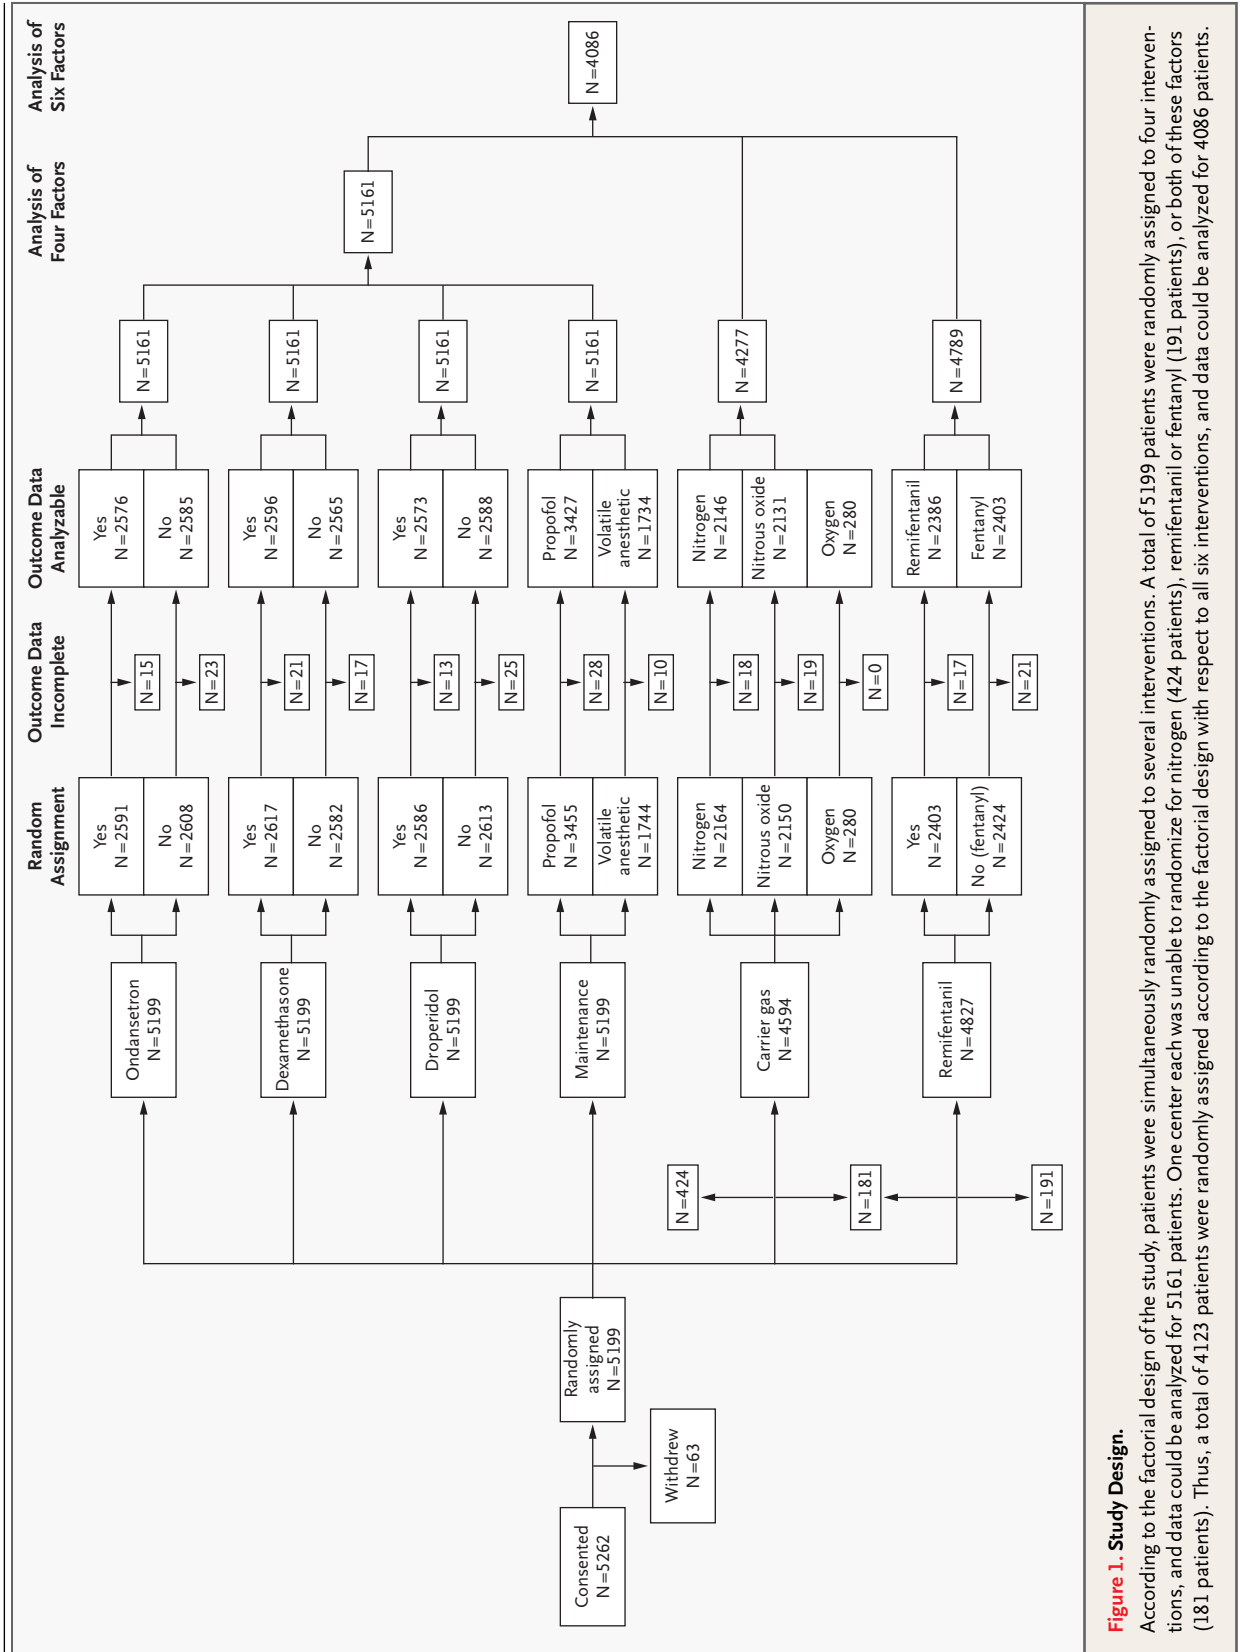 Random
Assignment
Outcome Data
Incomplete
Outcome Data
Analyzable
Analysis of
Four Factors
Analysis of
Six Factors
Consented
N=5262
Withdrew
N=63
Randomly
assigned
N=5199
N=424
N=181
N=191
Ondansetron
N=5199
Yes
N=2591
No
N=2608
N=15
N=23
Yes
N=2576
No
N=2585
N=5161
Dexamethasone
N=5199
Yes
N=2617
No
N=2582
N=21
N=17
Yes
N=2596
No
N=2565
N=5161
Droperidol
N=5199
Yes
N=2586
No
N=2613
N=13
N=25
Yes
N=2573
No
N=2588
N=5161
Maintenance
N=5199
Propofol
N=3455
Volatile
anesthetic
N=1744
N=28
N=10
Propofol
N=3427
Volatile
anesthetic
N=1734
N=5161
Carrier gas
N=4594
Nitrogen
N=2164
Nitrous oxide
N=2150
Oxygen
N=280
N=18
N=19
N=0
Nitrogen
N=2146
Nitrous oxide
N=2131
Oxygen
N=280
N=4277
Remifentanil
N=4827
Yes
N=2403
No (fentanyl)
N=2424
N=17
N=21
Remifentanil
N=2386
Fentanyl
N=2403
N=4789
N=5161
N=4086
Figure 1. Study Design.
According to the factorial design of the study, patients were simultaneously randomly assigned to several interventions. A total of 5199 patients were randomly assigned to four interven-
tions, and data could be analyzed for 5161 patients. One center each was unable to randomize for nitrogen (424 patients), remifentanil or fentanyl (191 patients), or both of these factors
(181 patients). Thus, a total of 4123 patients were randomly assigned according to the factorial design with respect to all six interventions, and data could be analyzed for 4086 patients.